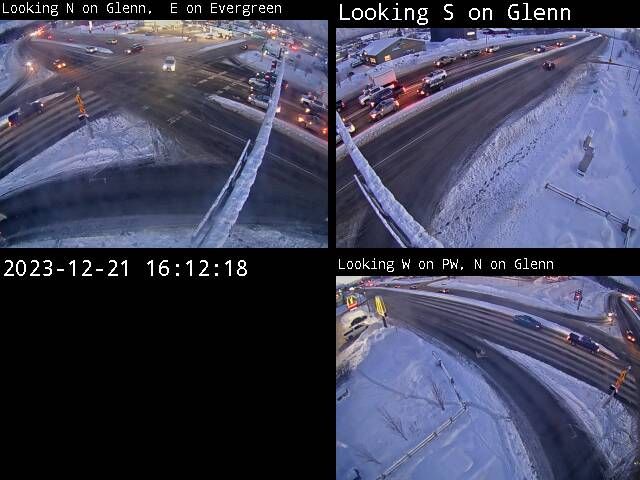 Looking N on Glenn,  E on Evergreen
Looking S on Glenn
2023-12-21 16:12:18
Looking W on PW, N on Glenn